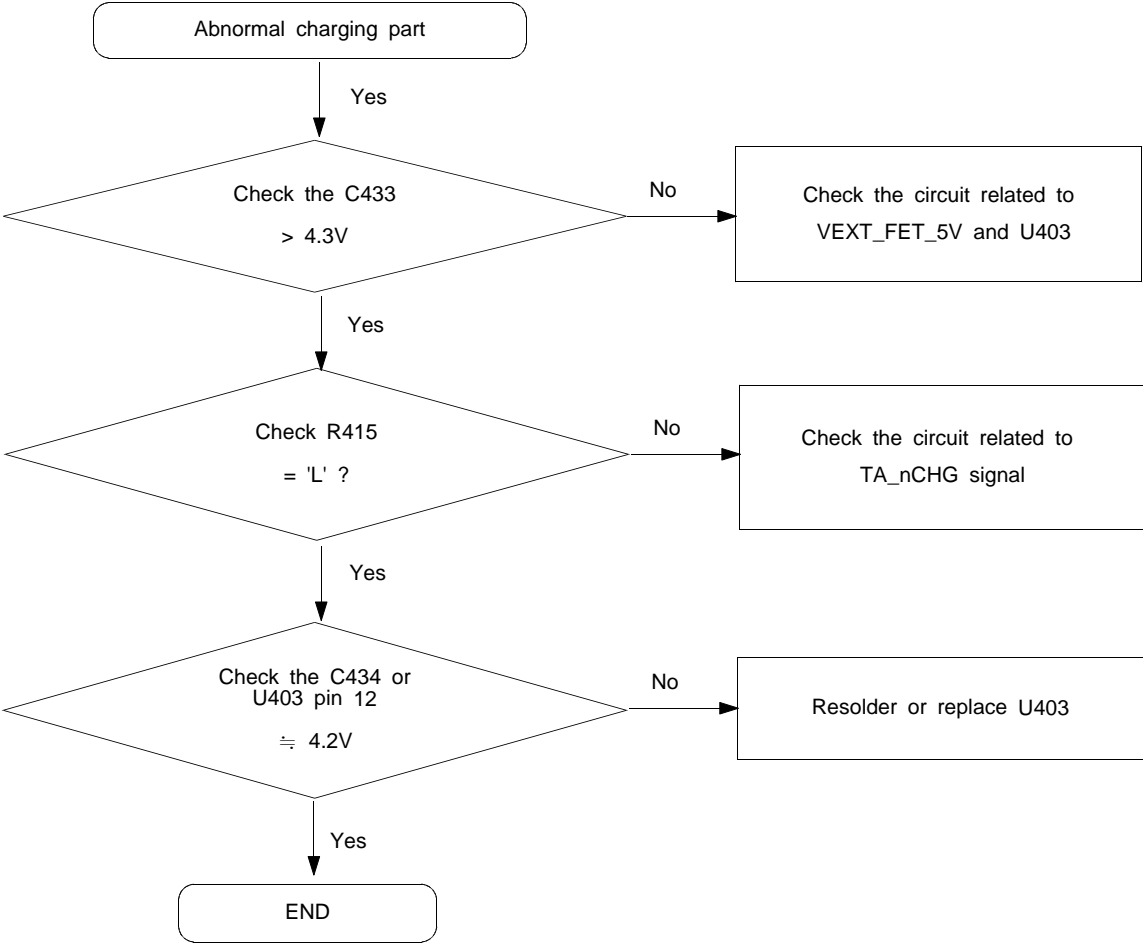 Abnormal charging part
Yes
Check the C433
> 4.3V
No
Check the circuit related to
VEXT_FET_5V and U403
Yes
Check R415
= 'L' ?
No
Check the circuit related to
TA_nCHG signal
Yes
Check the C434 or
U403 pin 12
≒ 4.2V
No
Resolder or replace U403
Yes
END